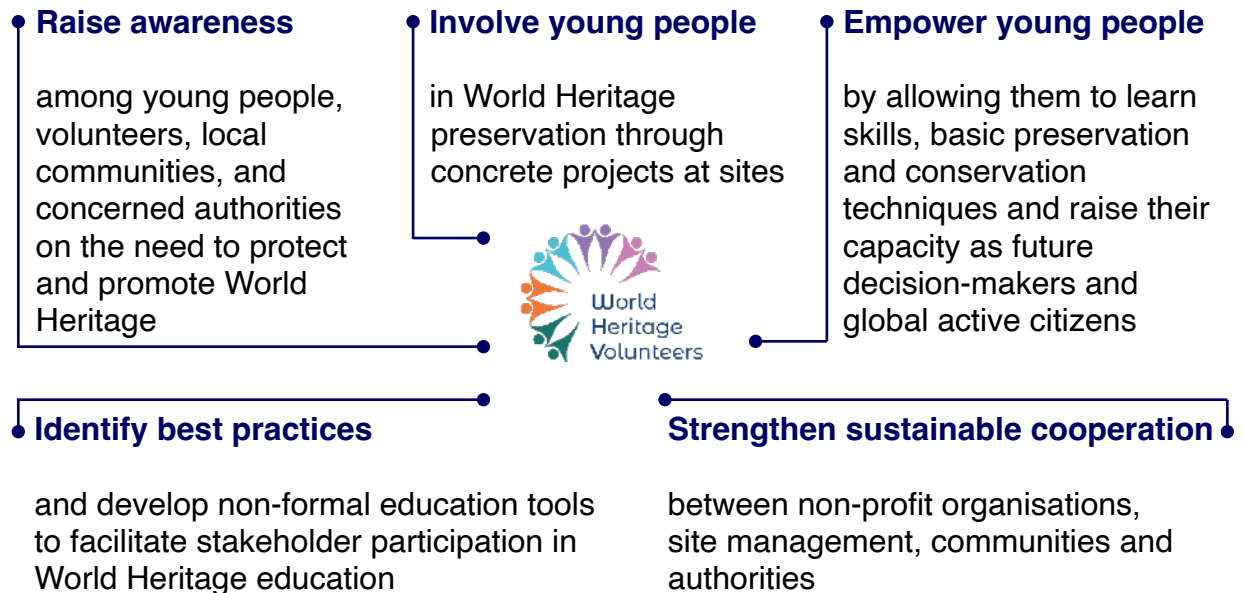 Raise awareness
among young people,
volunteers, local
communities, and
concerned authorities
on the need to protect
and promote World
Heritage
Involve young people
in World Heritage
preservation through
concrete projects at sites
Empower young people
by allowing them to learn
skills, basic preservation
and conservation
techniques and raise their
capacity as future
decision-makers and
global active citizens
World
Heritage
Volunteers
Identify best practices
and develop non-formal education tools
to facilitate stakeholder participation in
World Heritage education
Strengthen sustainable cooperation
between non-profit organisations,
site management, communities and
authorities